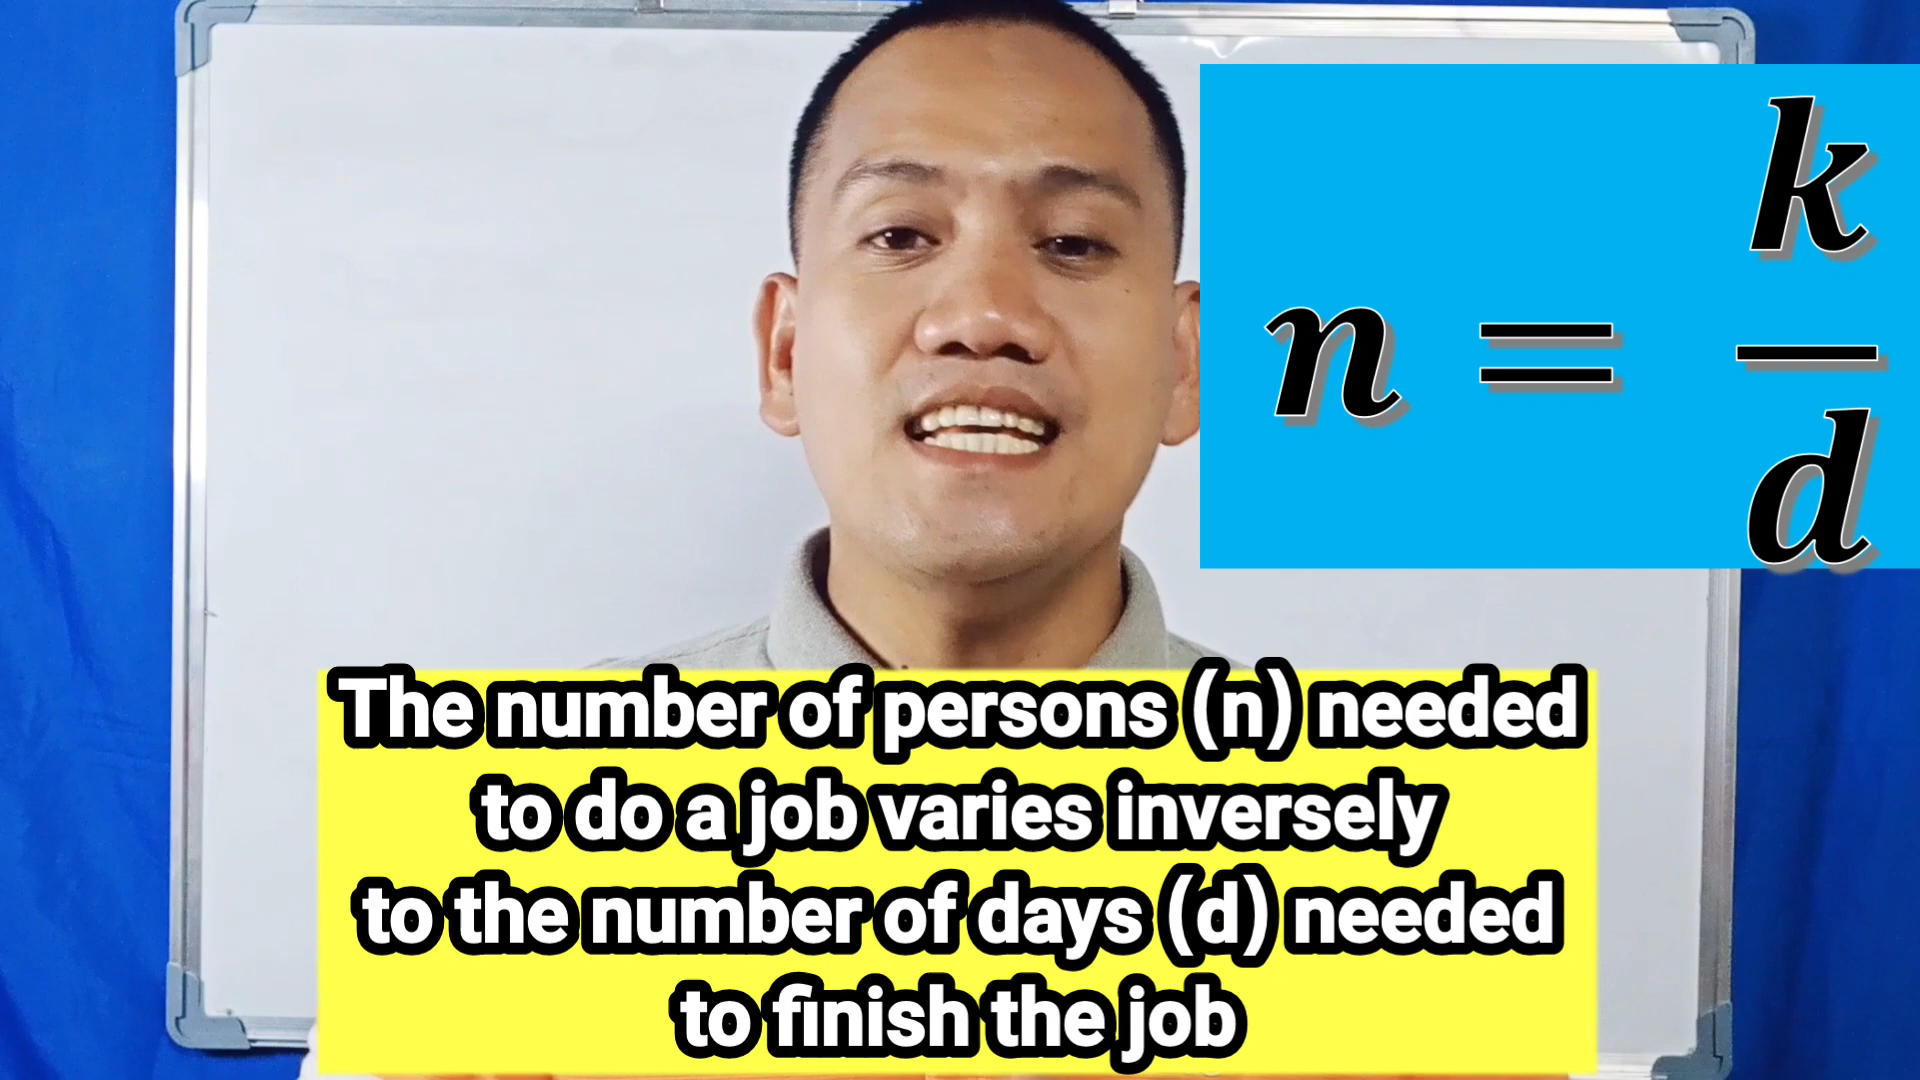 n = k/d
The number of persons (n) needed
to do a job varies inversely
to the number of days (d) needed
to finish the job